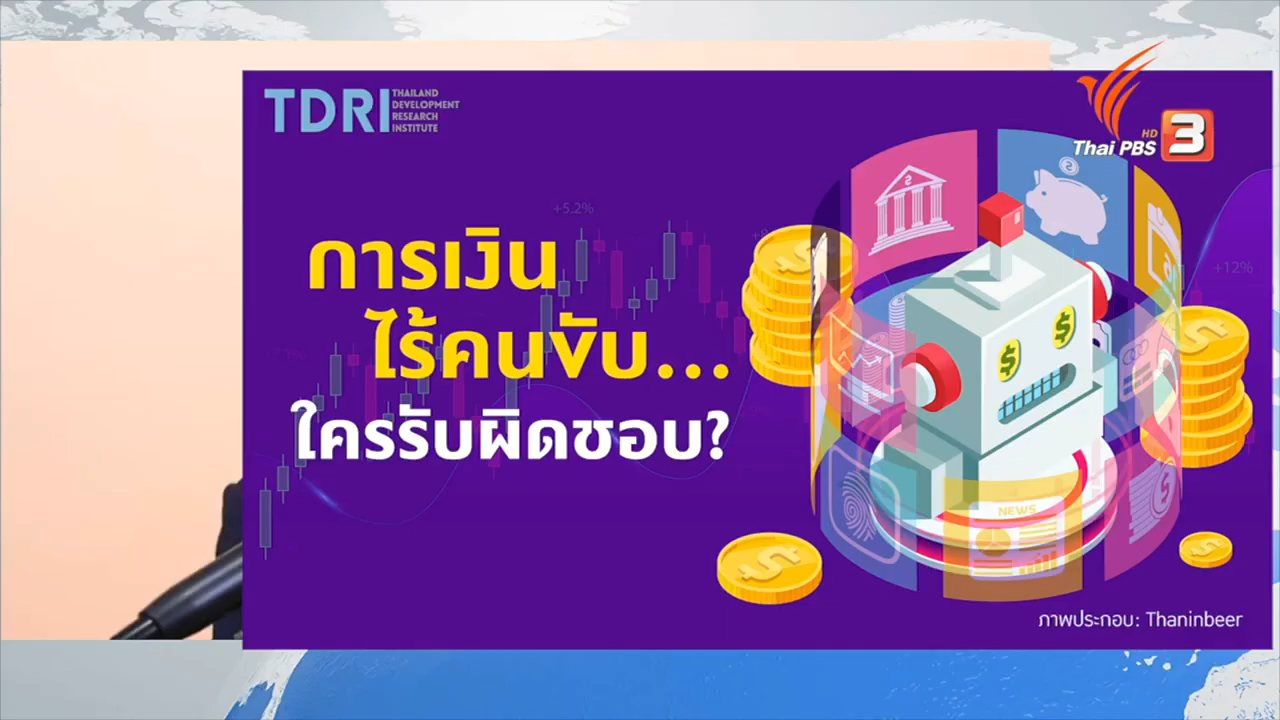 TDRI
THAILAND
DEVELOPMENT
RESEARCH
INSTITUTE
HD
Thai PBS 3
+5.2%
+12%
การเงิน
ไร้คนขับ...
ใครรับผิดชอบ?
NEWS
ภาพประกอบ: Thaninbeer